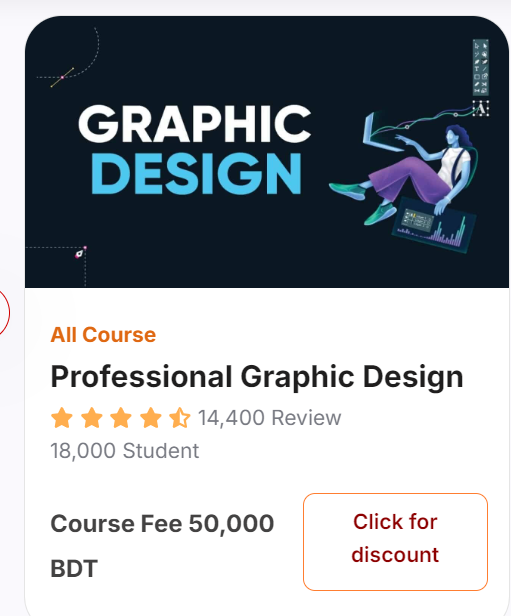 GRAPHIC
DESIGN
All Course
Professional Graphic Design
14,400 Review
18,000 Student
Course Fee 50,000
BDT
Click for
discount